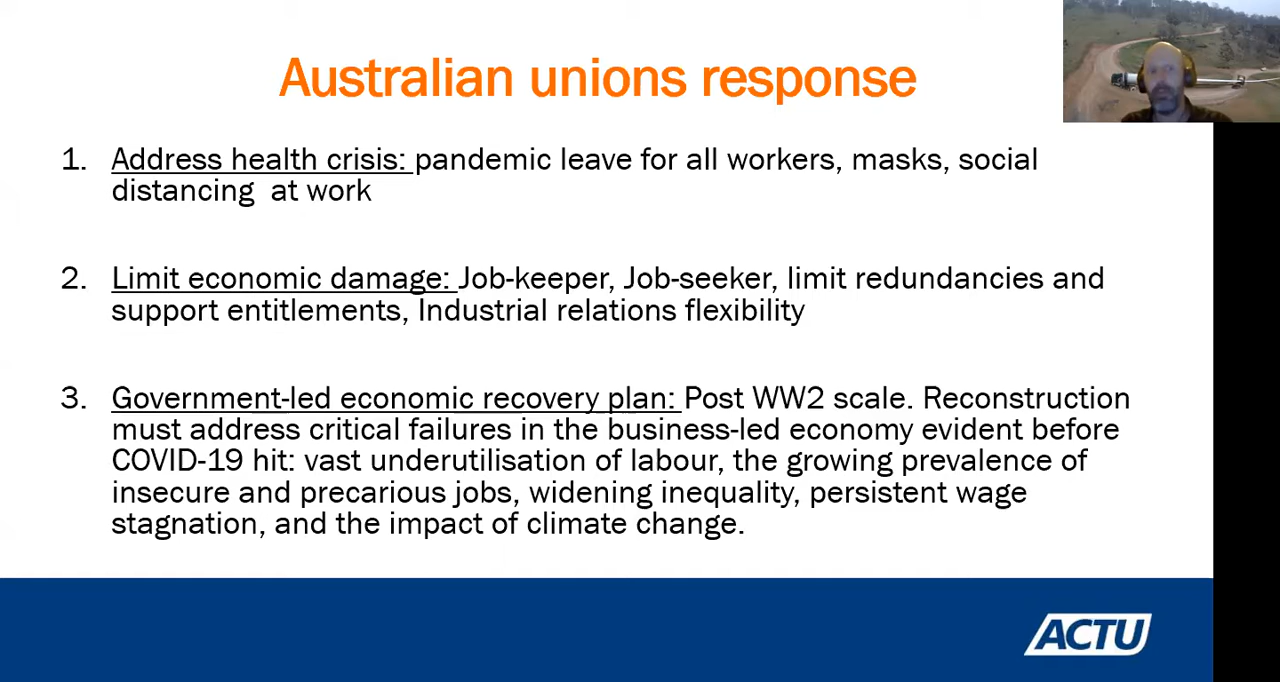 Australian unions response
1. Address health crisis: pandemic leave for all workers, masks, social
distancing  at work
2. Limit economic damage: Job-keeper, Job-seeker, limit redundancies and
support entitlements, Industrial relations flexibility
3. Government-led economic recovery plan: Post WW2 scale. Reconstruction
must address critical failures in the business-led economy evident before
COVID-19 hit: vast underutilisation of labour, the growing prevalence of
insecure and precarious jobs, widening inequality, persistent wage
stagnation, and the impact of climate change.
ACTU